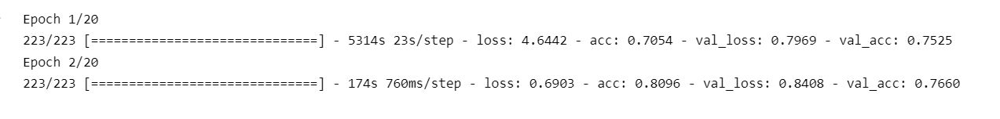 Epoch 1/20
223/223 [==============================] - 5314s 23s/step - loss: 4.6442 - acc: 0.7054 - val_loss: 0.7969 - val_acc: 0.7525
Epoch 2/20
223/223 [==============================] - 174s 760ms/step - loss: 0.6903 - acc: 0.8096 - val_loss: 0.8408 - val_acc: 0.7660